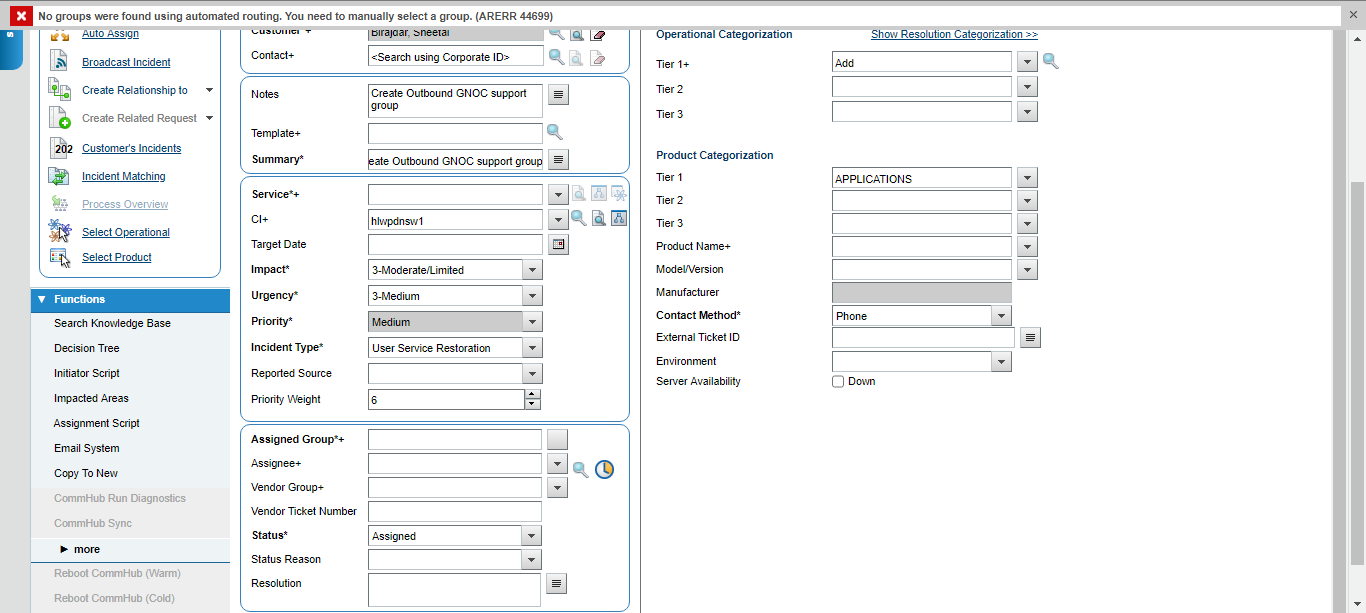 No groups were found using automated routing. You need to manually select a group. (ARERR 44699)
Auto Assign
Broadcast Incident
Create Relationship to
Create Related Request
202 Customer's Incidents
Incident Matching
Process Overview
Select Operational
Select Product
Functions
Search Knowledge Base
Decision Tree
Initiator Script
Impacted Areas
Assignment Script
Email System
Copy To New
CommHub Run Diagnostics
CommHub Sync
more
Reboot CommHub (Warm)
Reboot CommHub (Cold)
Customer + Birajdar, Sheetal
Contact+ <Search using Corporate ID>
Notes Create Outbound GNOC support
group
Template+
Summary* eate Outbound GNOC support group
Service*+
CI+ hlwpdnsw1
Target Date
Impact* 3-Moderate/Limited
Urgency* 3-Medium
Priority* Medium
Incident Type* User Service Restoration
Reported Source
Priority Weight 6
Assigned Group*+
Assignee+
Vendor Group+
Vendor Ticket Number
Status* Assigned
Status Reason
Resolution
Operational Categorization Show Resolution Categorization >>
Tier 1+ Add
Tier 2
Tier 3
Product Categorization
Tier 1 APPLICATIONS
Tier 2
Tier 3
Product Name+
Model/Version
Manufacturer
Contact Method* Phone
External Ticket ID
Environment
Server Availability Down